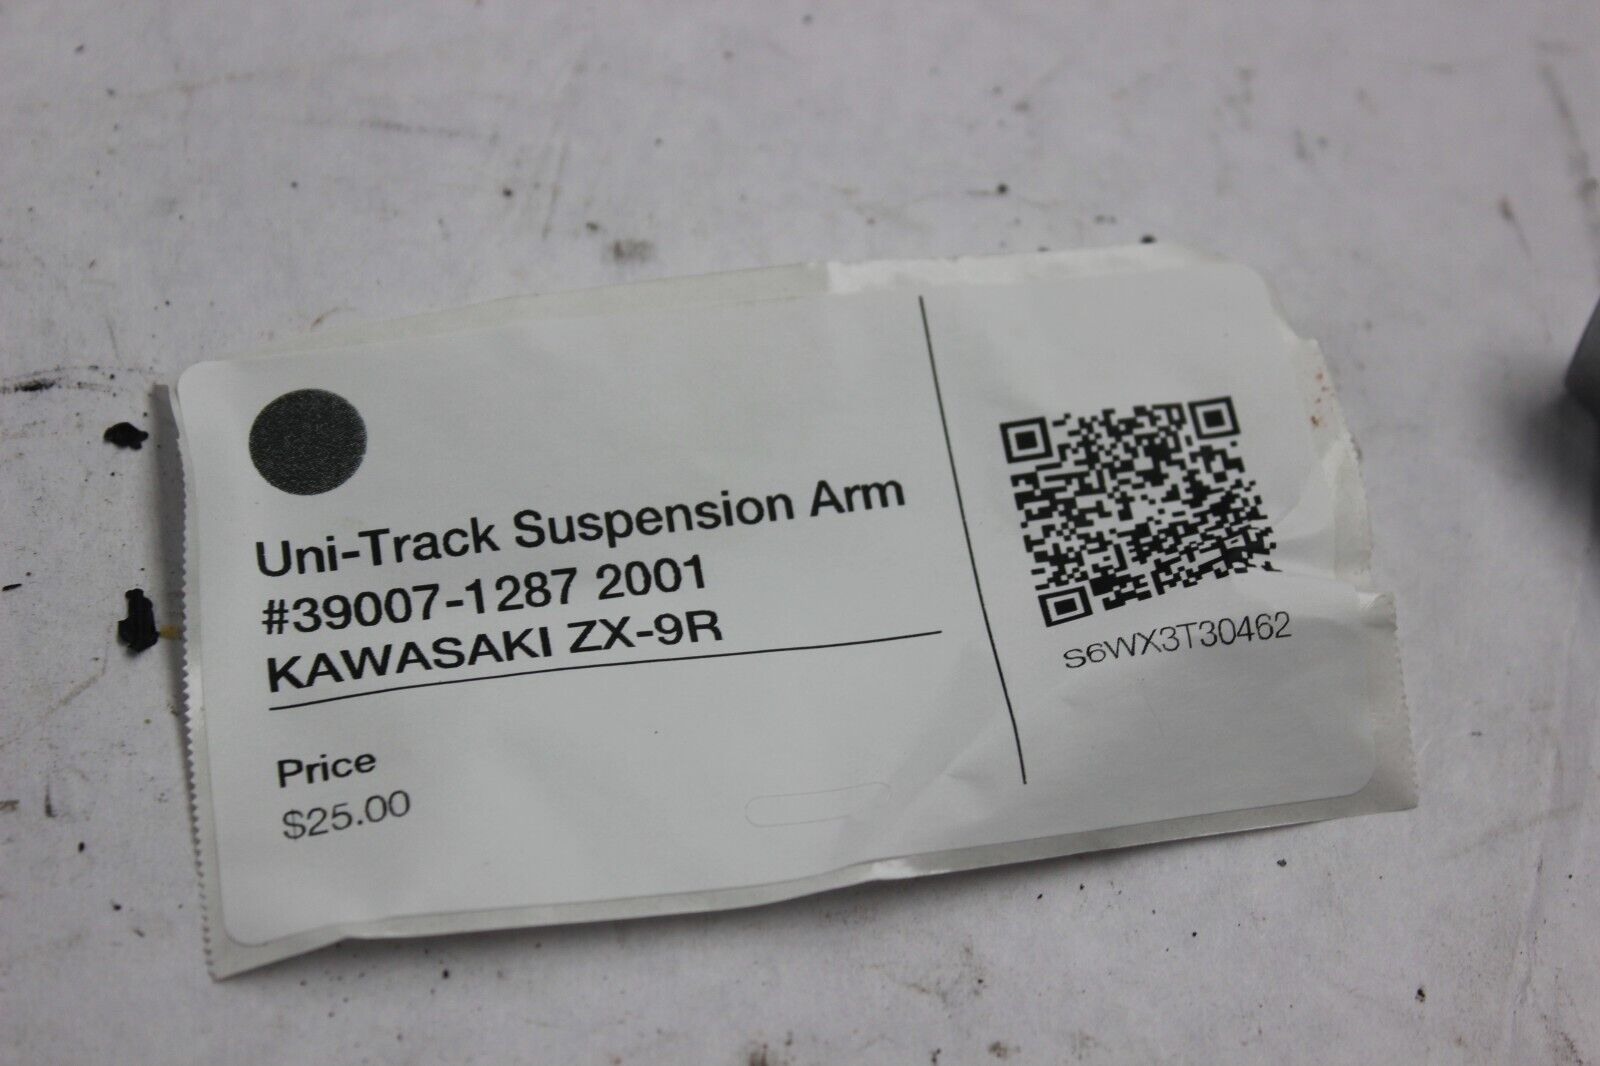 Uni-Track Suspension Arm
#39007-1287 2001
KAWASAKI ZX-9R
Price
$25.00
S6WX3T30462